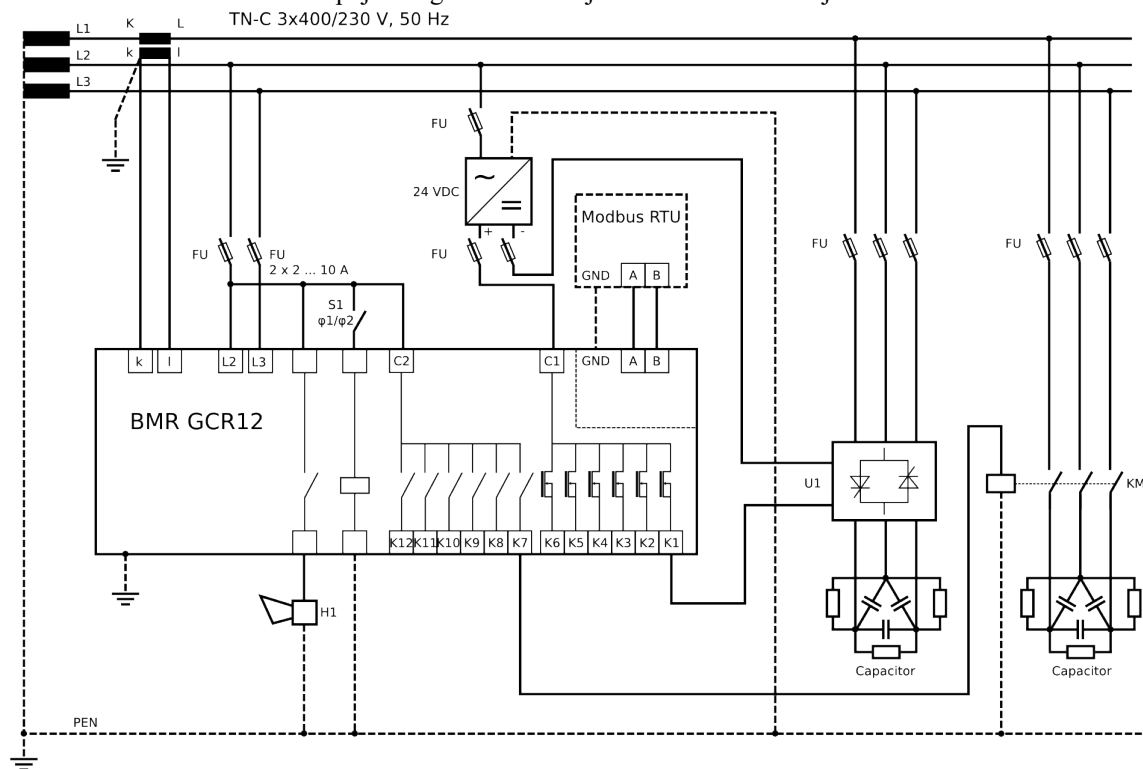 TN-C 3x400/230 V, 50 Hz
L1
K
L
L2
k
l
L3
FU
24 VDC
+
-
Modbus RTU
GND
A
B
FU
FU
FU
FU
FU
2 x 2 ... 10 A
S1
φ1/φ2
k
l
L2
L3
C2
C1
GND
A
B
BMR GCR12
U1
KM
K12
K11
K10
K9
K8
K7
K6
K5
K4
K3
K2
K1
H1
Capacitor
Capacitor
PEN